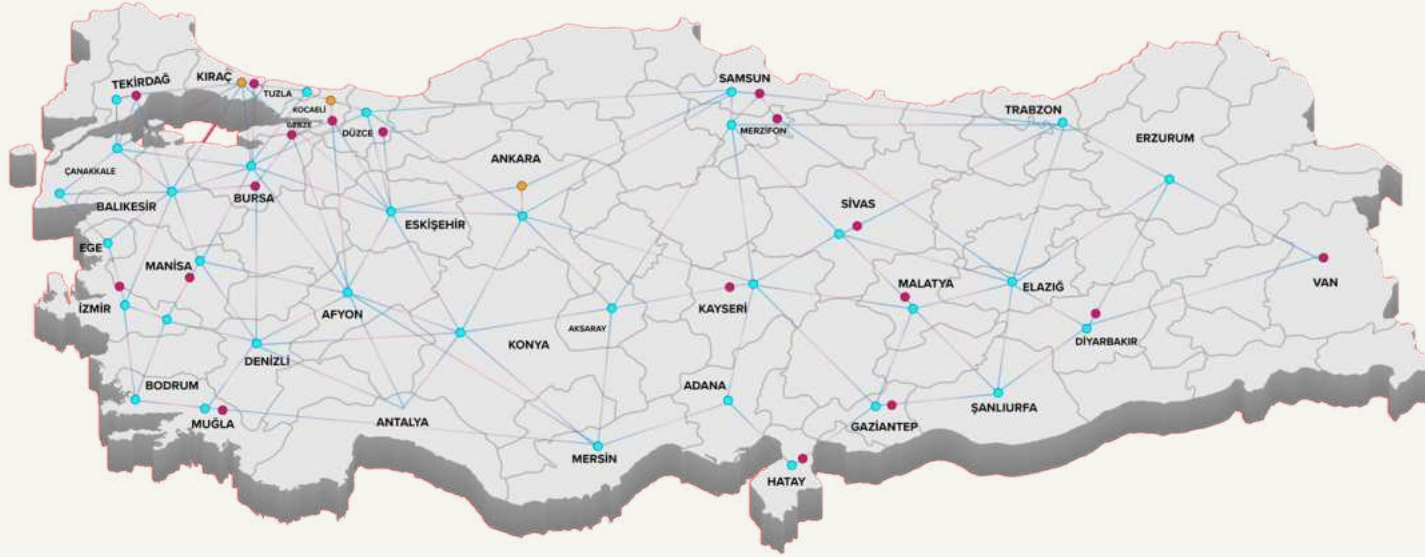 TEKİRDAĞ
KIRAÇ
TUZLA
KOCAELİ
GEBZE
DÜZCE
SAMSUN
MERZİFON
TRABZON
ERZURUM
ÇANAKKALE
BALIKESİR
BURSA
ANKARA
ESKİŞEHİR
SİVAS
EGE
MANİSA
İZMİR
AFYON
KONYA
AKSARAY
KAYSERİ
MALATYA
ELAZIĞ
VAN
DİYARBAKIR
DENİZLİ
BODRUM
MUĞLA
ANTALYA
MERSİN
ADANA
HATAY
GAZİANTEP
ŞANLIURFA